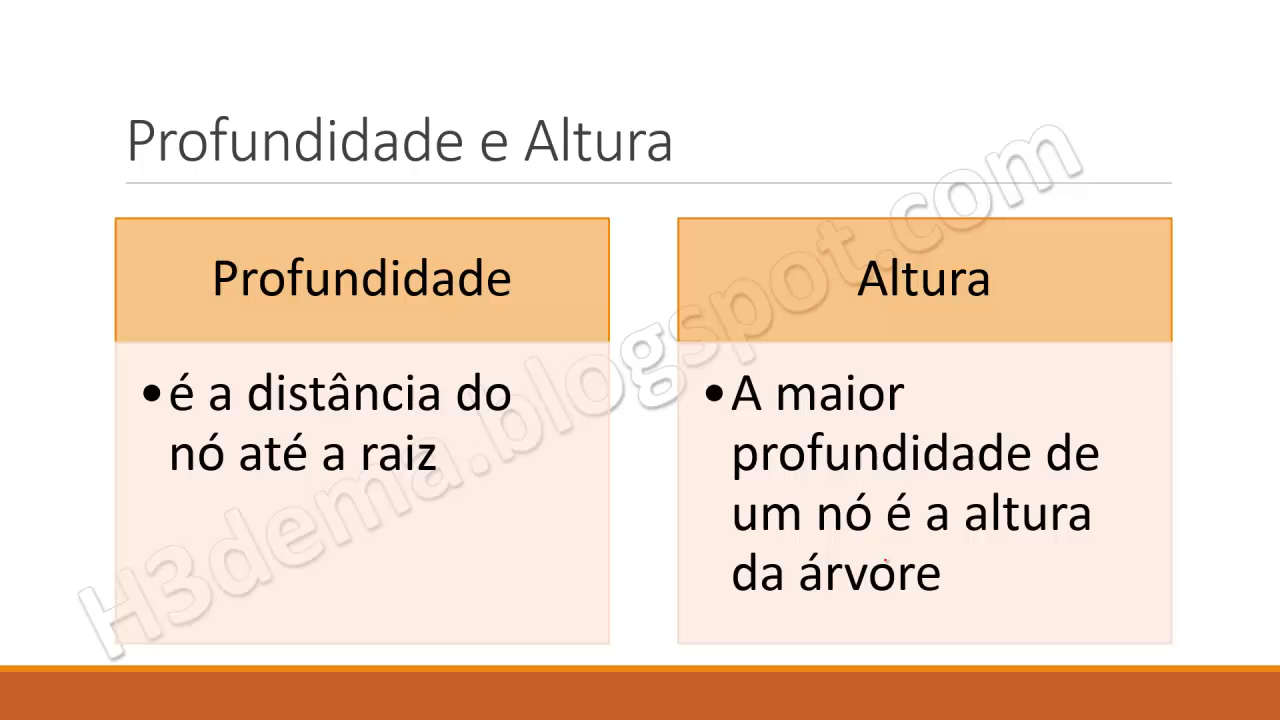 Profundidade e Altura
Profundidade
•é a distância do
nó até a raiz
Altura
•A maior
profundidade de
um nó é a altura
da árvore
H3dema.blogspot.com